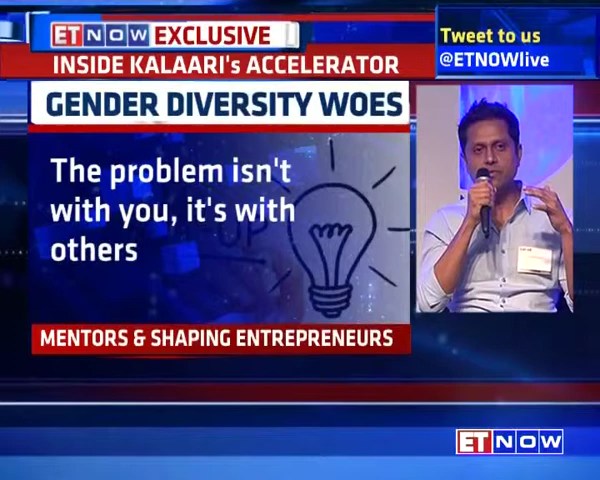 ET NOW EXCLUSIVE
INSIDE KALAARI's ACCELERATOR
Tweet to us
@ETNOWlive
GENDER DIVERSITY WOES
The problem isn't
with you, it's with
others
MENTORS & SHAPING ENTREPRENEURS
ET NOW